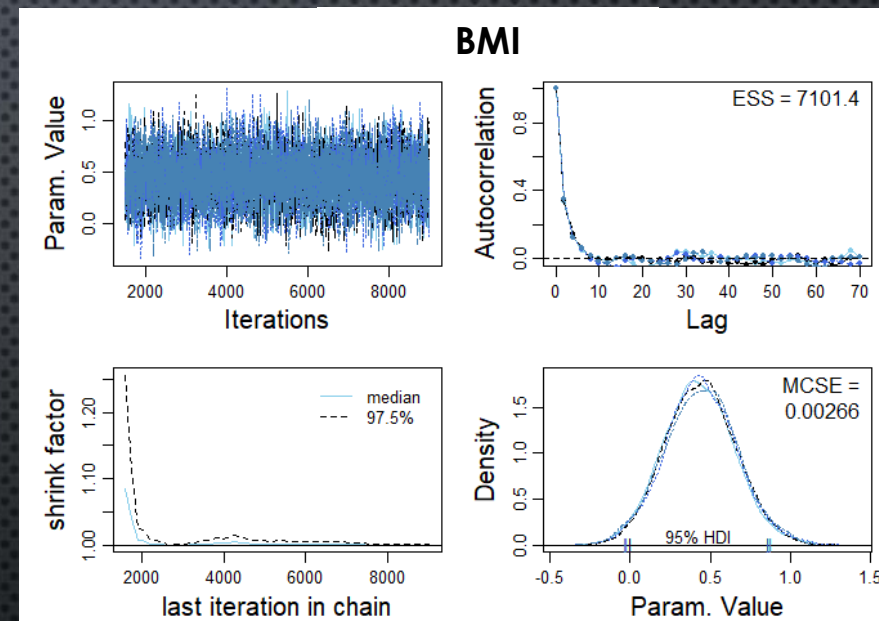 BMI
Param. Value
0.0 0.5 1.0
2000 4000 6000 8000
Iterations
Autocorrelation
0.0 0.4 0.8
ESS = 7101.4
0 10 20 30 40 50 60 70
Lag
shrink factor
1.00 1.10 1.20
median
97.5%
2000 4000 6000 8000
last iteration in chain
Density
0.0 0.5 1.0 1.5
MCSE =
0.00266
95% HDI
-0.5 0.0 0.5 1.0 1.5
Param. Value